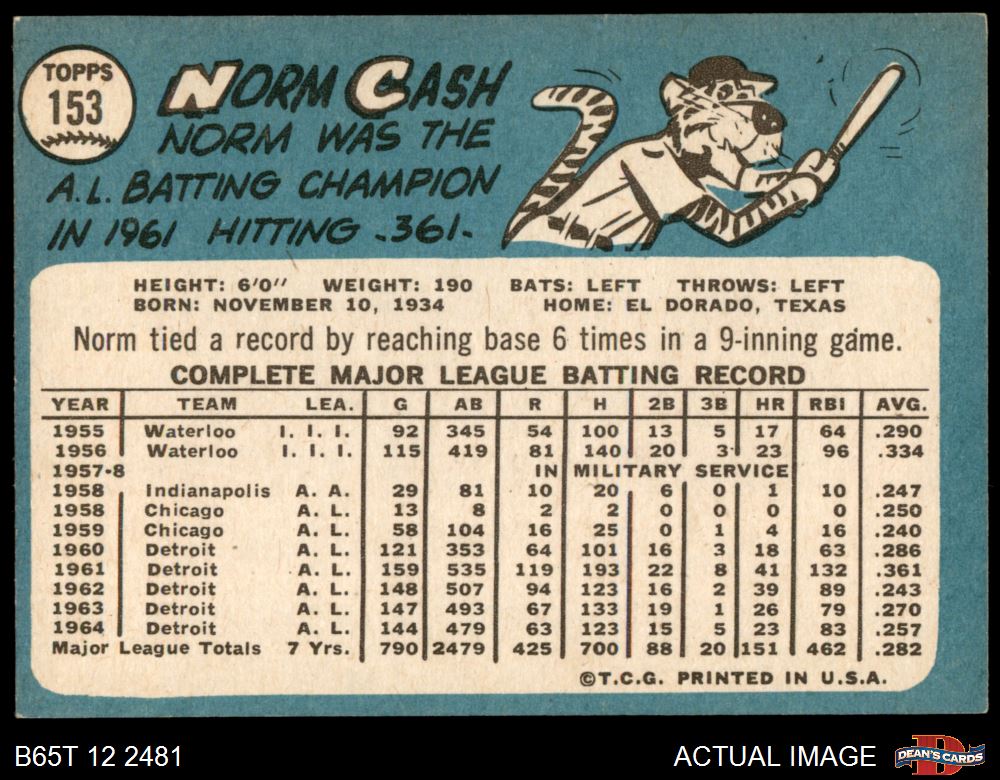 TOPPS
153
NORM CASH
NORM WAS THE
A.L. BATTING CHAMPION
IN 1961 HITTING .361.
HEIGHT: 6'0" WEIGHT: 190 BATS: LEFT THROWS: LEFT
BORN: NOVEMBER 10, 1934 HOME: EL DORADO, TEXAS
Norm tied a record by reaching base 6 times in a 9-inning game.
COMPLETE MAJOR LEAGUE BATTING RECORD
YEAR TEAM LEA. G AB R H 2B 3B HR RBI AVG.
1955 Waterloo I. I. I. 92 345 54 100 13 5 17 64 .290
1956 Waterloo I. I. I. 115 419 81 140 20 3 23 96 .334
1957-8 IN MILITARY SERVICE
1958 Indianapolis A. A. 29 81 10 20 6 0 1 10 .247
1958 Chicago A. L. 13 8 2 2 0 0 0 0 .250
1959 Chicago A. L. 58 104 16 25 0 1 4 16 .240
1960 Detroit A. L. 121 353 64 101 16 3 18 63 .286
1961 Detroit A. L. 159 535 119 193 22 8 41 132 .361
1962 Detroit A. L. 148 507 94 123 16 2 39 89 .243
1963 Detroit A. L. 147 493 67 133 19 1 26 79 .270
1964 Detroit A. L. 144 479 63 123 15 5 23 83 .257
Major League Totals 7 Yrs. 790 2479 425 700 88 20 151 462 .282
©T.C.G. PRINTED IN U.S.A.
B65T 12 2481 ACTUAL IMAGE DEAN'S CARDS